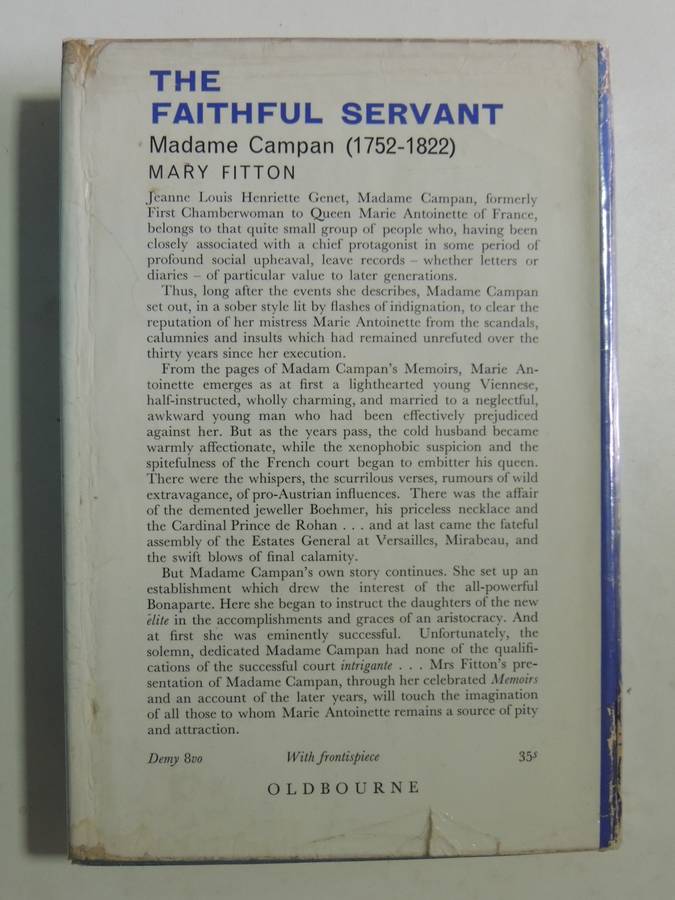 THE
FAITHFUL SERVANT
Madame Campan (1752-1822)
MARY FITTON
Jeanne Louis Henriette Genet, Madame Campan, formerly
First Chamberwoman to Queen Marie Antoinette of France,
belongs to that quite small group of people who, having been
closely associated with a chief protagonist in some period of
profound social upheaval, leave records – whether letters or
diaries – of particular value to later generations.
Thus, long after the events she describes, Madame Campan
set out, in a sober style lit by flashes of indignation, to clear the
reputation of her mistress Marie Antoinette from the scandals,
calumnies and insults which had remained unrefuted over the
thirty years since her execution.
From the pages of Madam Campan's Memoirs, Marie An-
toinette emerges as at first a lighthearted young Viennese,
half-instructed, wholly charming, and married to a neglectful,
awkward young man who had been effectively prejudiced
against her. But as the years pass, the cold husband became
warmly affectionate, while the xenophobic suspicion and the
spitefulness of the French court began to embitter his queen.
There were the whispers, the scurrilous verses, rumours of wild
extravagance, of pro-Austrian influences. There was the affair
of the demented jeweller Boehmer, his priceless necklace and
the Cardinal Prince de Rohan . . . and at last came the fateful
assembly of the Estates General at Versailles, Mirabeau, and
the swift blows of final calamity.
But Madame Campan's own story continues. She set up an
establishment which drew the interest of the all-powerful
Bonaparte. Here she began to instruct the daughters of the new
élite in the accomplishments and graces of an aristocracy. And
at first she was eminently successful. Unfortunately, the
solemn, dedicated Madame Campan had none of the qualifi-
cations of the successful court intrigante . . . Mrs Fitton's pre-
sentation of Madame Campan, through her celebrated Memoirs
and an account of the later years, will touch the imagination
of all those to whom Marie Antoinette remains a source of pity
and attraction.
Demy 8vo With frontispiece 35s
OLDBOURNE